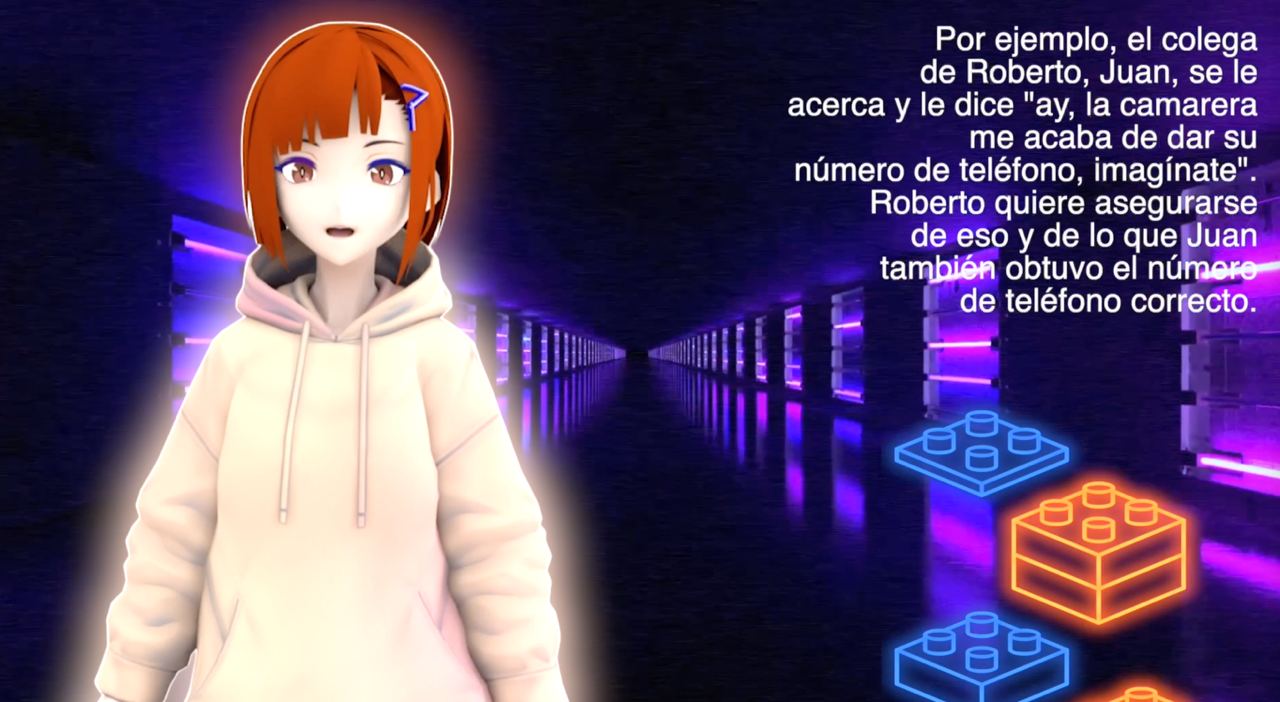 Por ejemplo, el colega
de Roberto, Juan, se le
acerca y le dice "ay, la camarera
me acaba de dar su
número de teléfono, imagínate".
Roberto quiere asegurarse
de eso y de lo que Juan
también obtuvo el número
de teléfono correcto.